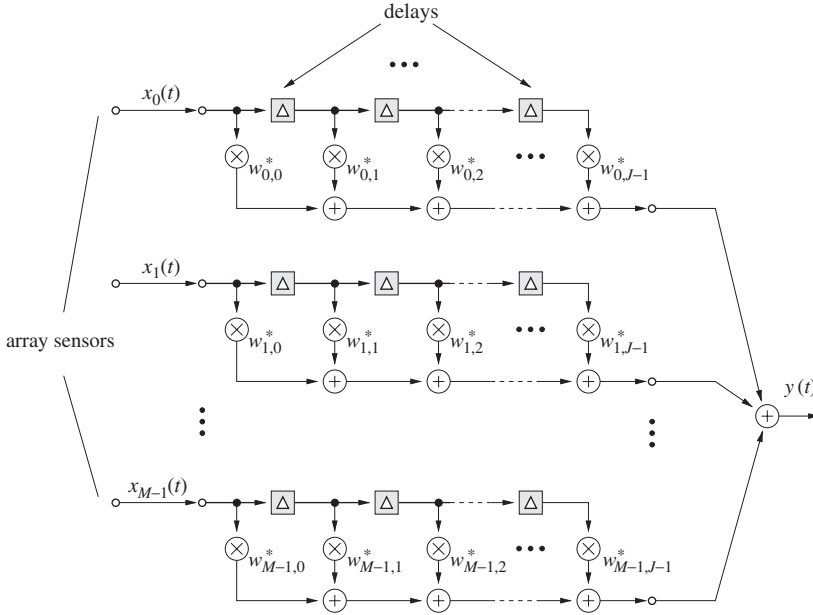 delays
x_0(t) Δ Δ Δ
w*_{0,0} w*_{0,1} w*_{0,2} w*_{0,J−1}
x_1(t) Δ Δ Δ
w*_{1,0} w*_{1,1} w*_{1,2} w*_{1,J−1}
array sensors
y(t)
x_{M−1}(t) Δ Δ Δ
w*_{M−1,0} w*_{M−1,1} w*_{M−1,2} w*_{M−1,J−1}